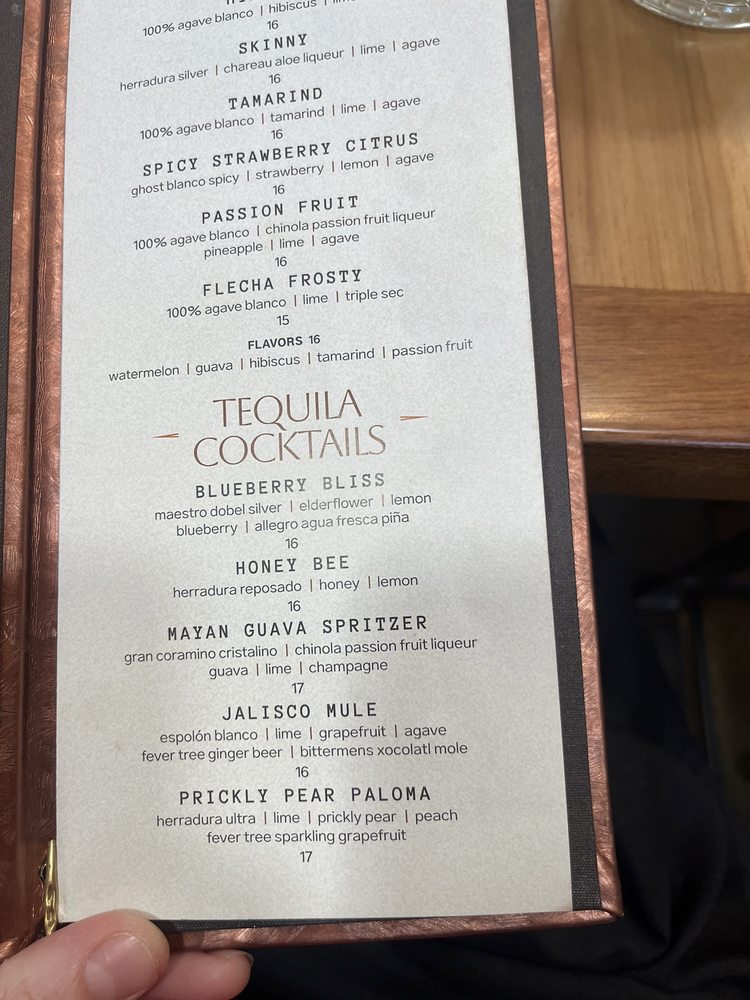 100% agave blanco | hibiscus |
16
SKINNY
herradura silver | chareau aloe liqueur | lime | agave
16
TAMARIND
100% agave blanco | tamarind | lime | agave
16
SPICY STRAWBERRY CITRUS
ghost blanco spicy | strawberry | lemon | agave
16
PASSION FRUIT
100% agave blanco | chinola passion fruit liqueur
pineapple | lime | agave
16
FLECHA FROSTY
100% agave blanco | lime | triple sec
15
FLAVORS 16
watermelon | guava | hibiscus | tamarind | passion fruit
TEQUILA
COCKTAILS
BLUEBERRY BLISS
maestro dobel silver | elderflower | lemon
blueberry | allegro agua fresca piña
16
HONEY BEE
herradura reposado | honey | lemon
16
MAYAN GUAVA SPRITZER
gran coramino cristalino | chinola passion fruit liqueur
guava | lime | champagne
17
JALISCO MULE
espolón blanco | lime | grapefruit | agave
fever tree ginger beer | bittermens xocolatl mole
16
PRICKLY PEAR PALOMA
herradura ultra | lime | prickly pear | peach
fever tree sparkling grapefruit
17